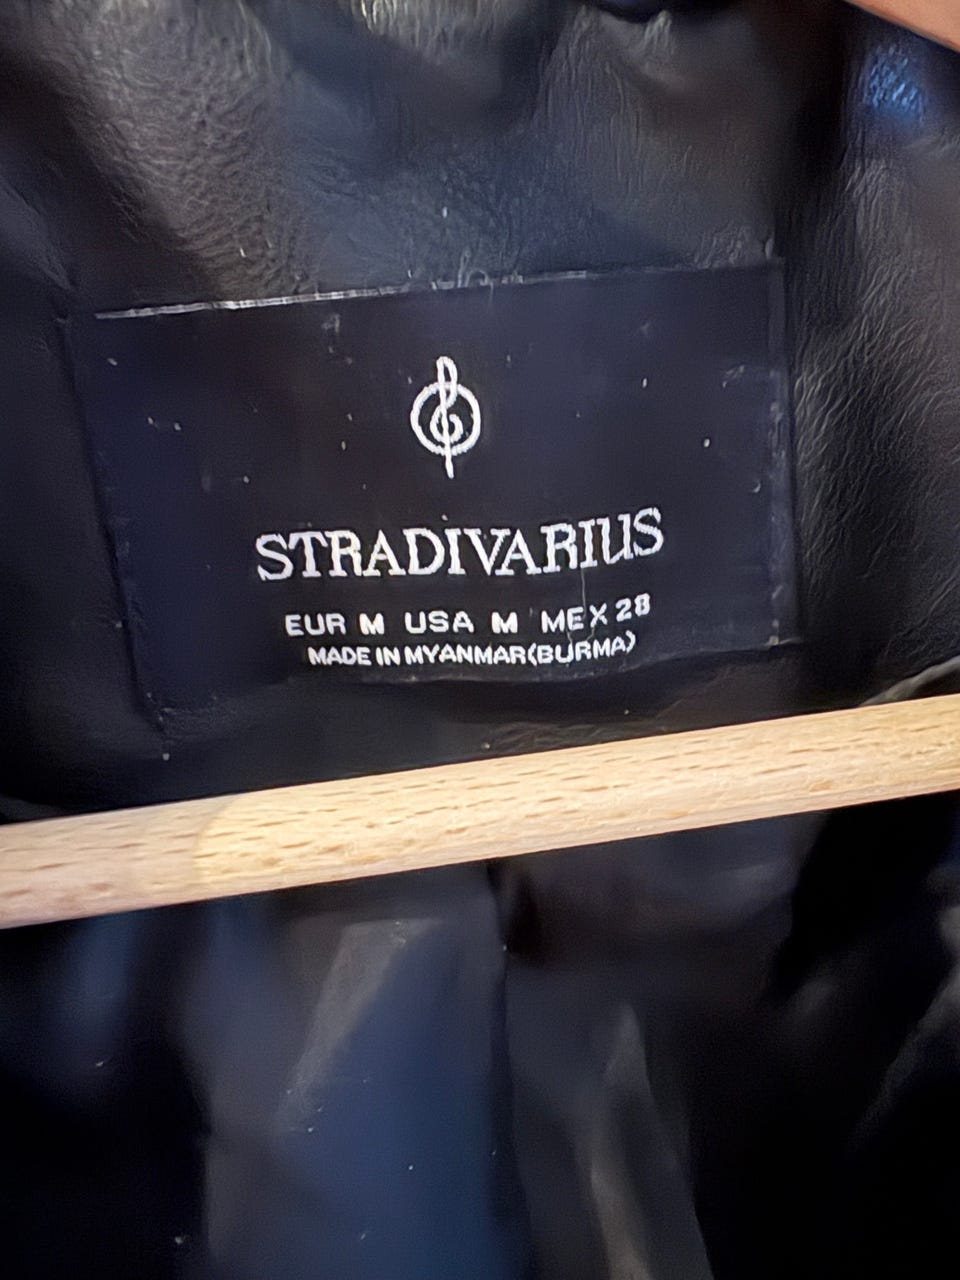 STRADIVARIUS
EUR M USA M MEX 28
MADE IN MYANMAR(BURMA)